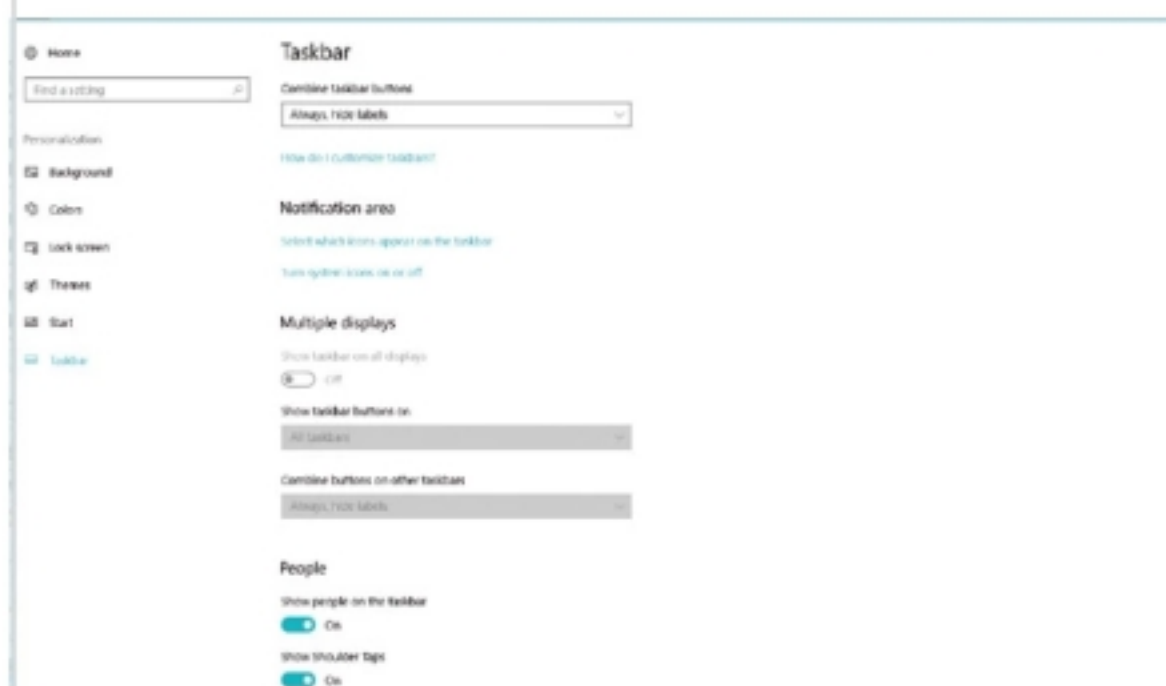 Home
Find a setting
Personalization
Background
Colors
Lock screen
Themes
Start
Taskbar
Taskbar
Combine taskbar buttons
Always, hide labels
How do I customize taskbars?
Notification area
Select which icons appear on the taskbar
Turn system icons on or off
Multiple displays
Show taskbar on all displays
Off
Show taskbar buttons on
All taskbars
Combine buttons on other taskbars
Always, hide labels
People
Show people on the taskbar
On
Show Shoulder Taps
On